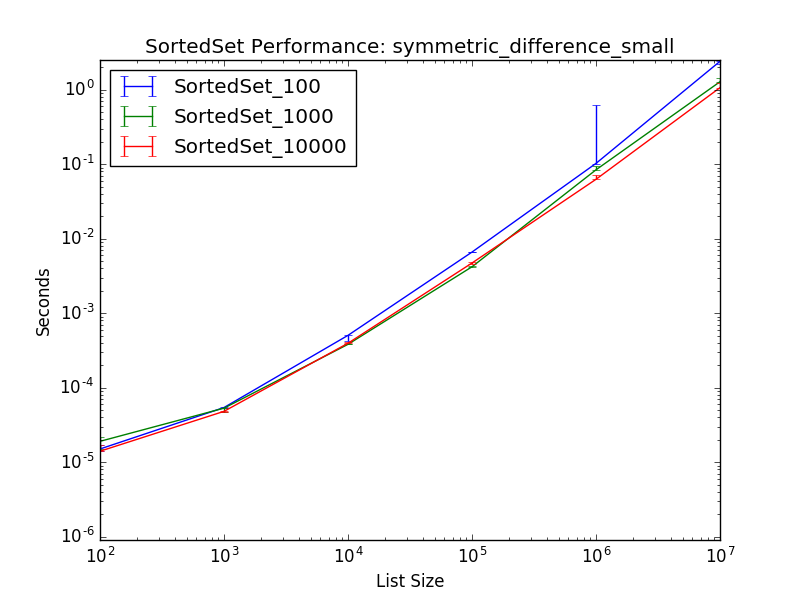 SortedSet Performance: symmetric_difference_small
SortedSet_100
SortedSet_1000
SortedSet_10000
Seconds
10^0
10^-1
10^-2
10^-3
10^-4
10^-5
10^-6
10^2 10^3 10^4 10^5 10^6 10^7
List Size